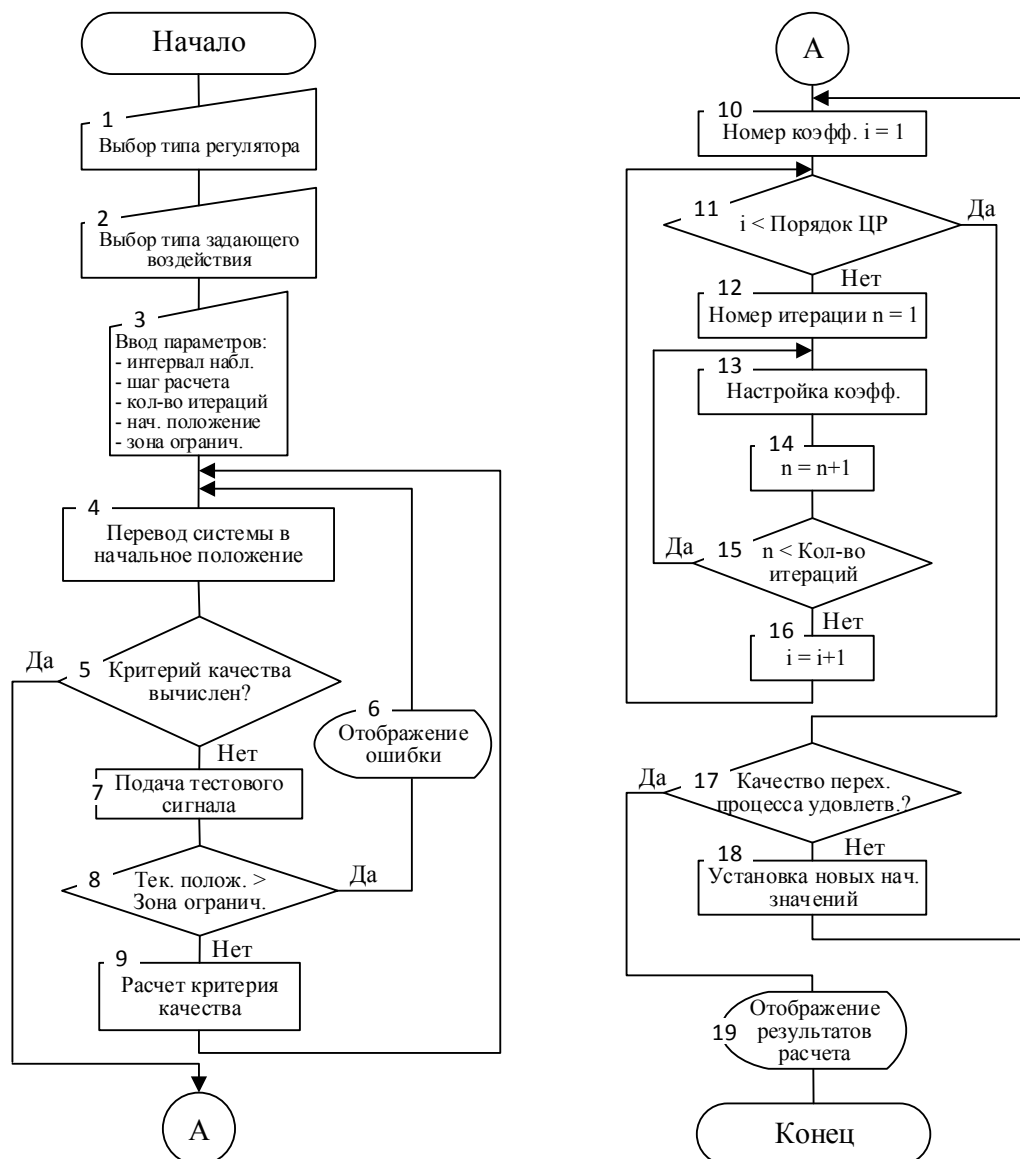 Начало
1
Выбор типа регулятора
2
Выбор типа задающего
воздействия
3
Ввод параметров:
- интервал набл.
- шаг расчета
- кол-во итераций
- нач. положение
- зона огранич.
4
Перевод системы в
начальное положение
Да
5
Критерий качества
вычислен?
Нет
6
Отображение
ошибки
7
Подача тестового
сигнала
8
Тек. полож. >
Зона огранич.
Да
Нет
9
Расчет критерия
качества
А
А
10
Номер коэфф. i = 1
11
i < Порядок ЦР
Да
Нет
12
Номер итерации n = 1
13
Настройка коэфф.
14
n = n+1
Да
15
n < Кол-во
итераций
Нет
16
i = i+1
Да
17
Качество перех.
процесса удовлетв.?
Нет
18
Установка новых нач.
значений
19
Отображение
результатов
расчета
Конец